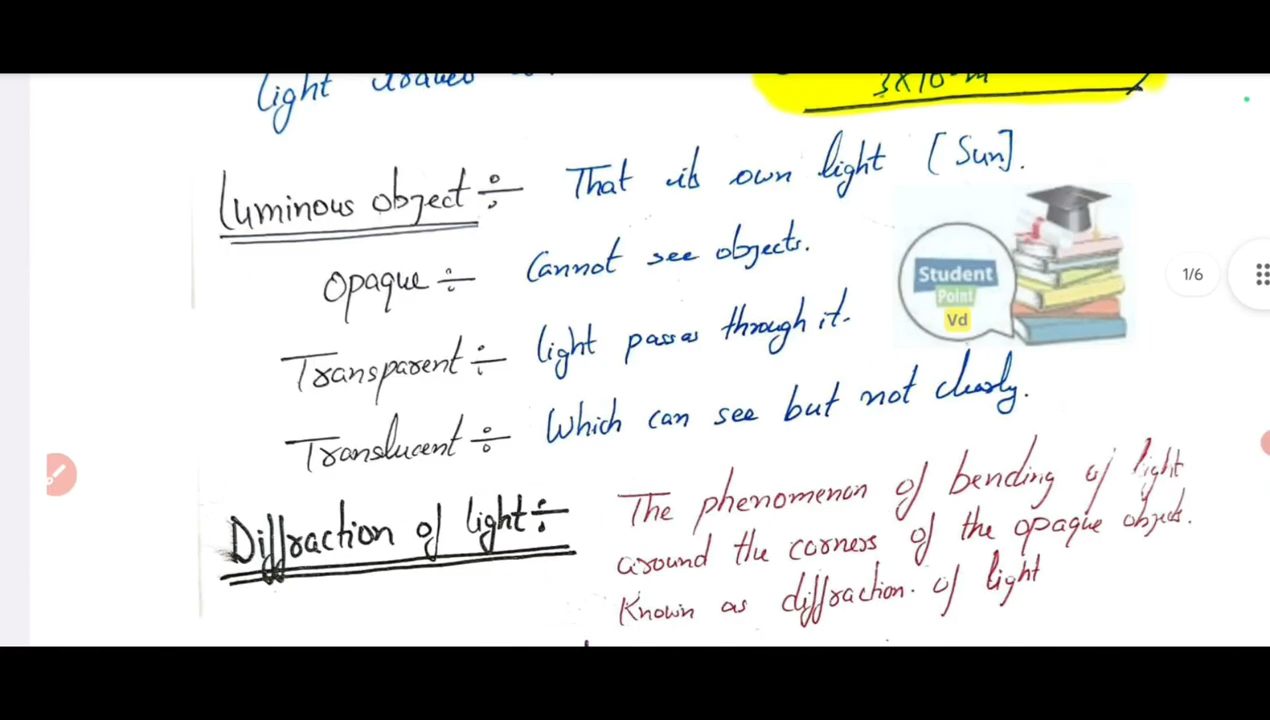 light
3×10
Luminous object ÷ That its own light [Sun].
Opaque ÷ Cannot see objects.
Student
Point
Vd
1/6
Transparent ÷ light passes through it.
Translucent ÷ Which can see but not clearly.
Diffraction of light ÷ The phenomenon of bending of light
around the corners of the opaque objects.
Known as diffraction. of light